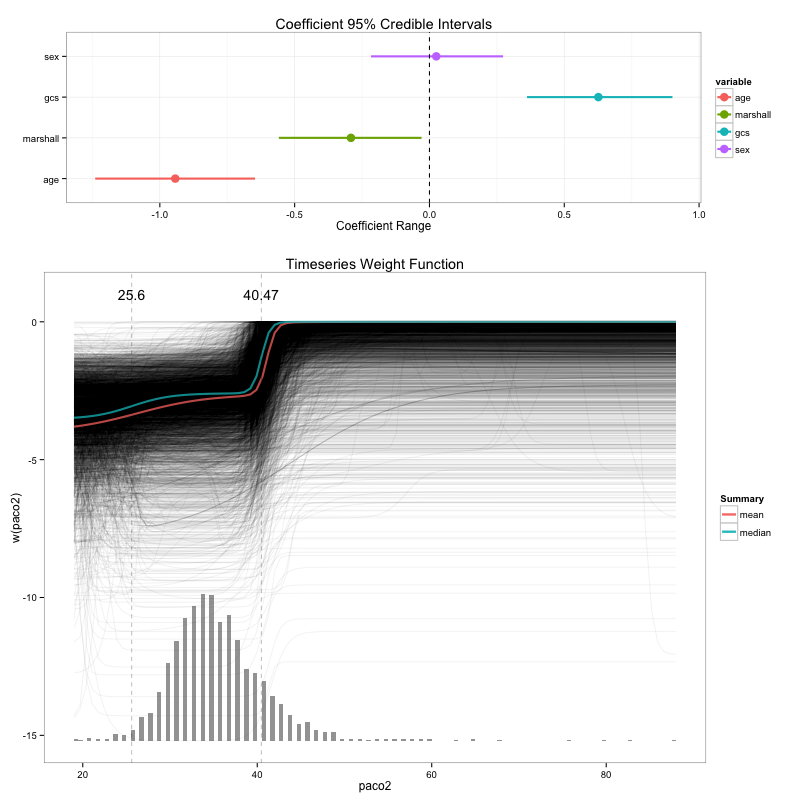 Coefficient 95% Credible Intervals
sex
gcs
marshall
age
-1.0
-0.5
0.0
0.5
1.0
Coefficient Range
variable
age
marshall
gcs
sex
Timeseries Weight Function
25.6
40.47
0
-5
-10
-15
w(paco2)
20
40
60
80
paco2
Summary
mean
median